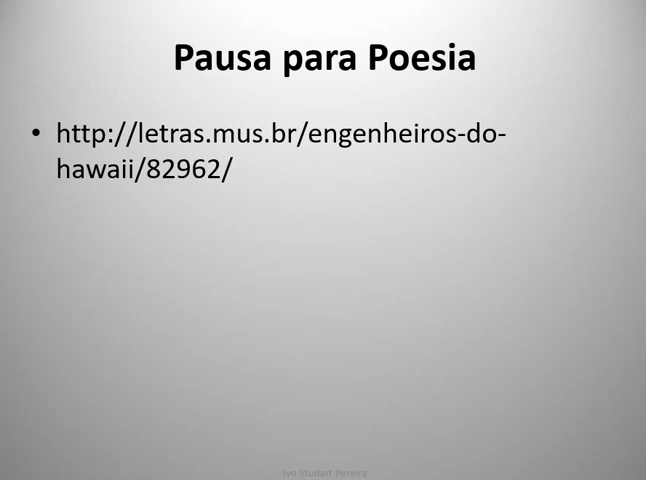 Pausa para Poesia
• http://letras.mus.br/engenheiros-do-
hawaii/82962/
Ivo Studart Pereira